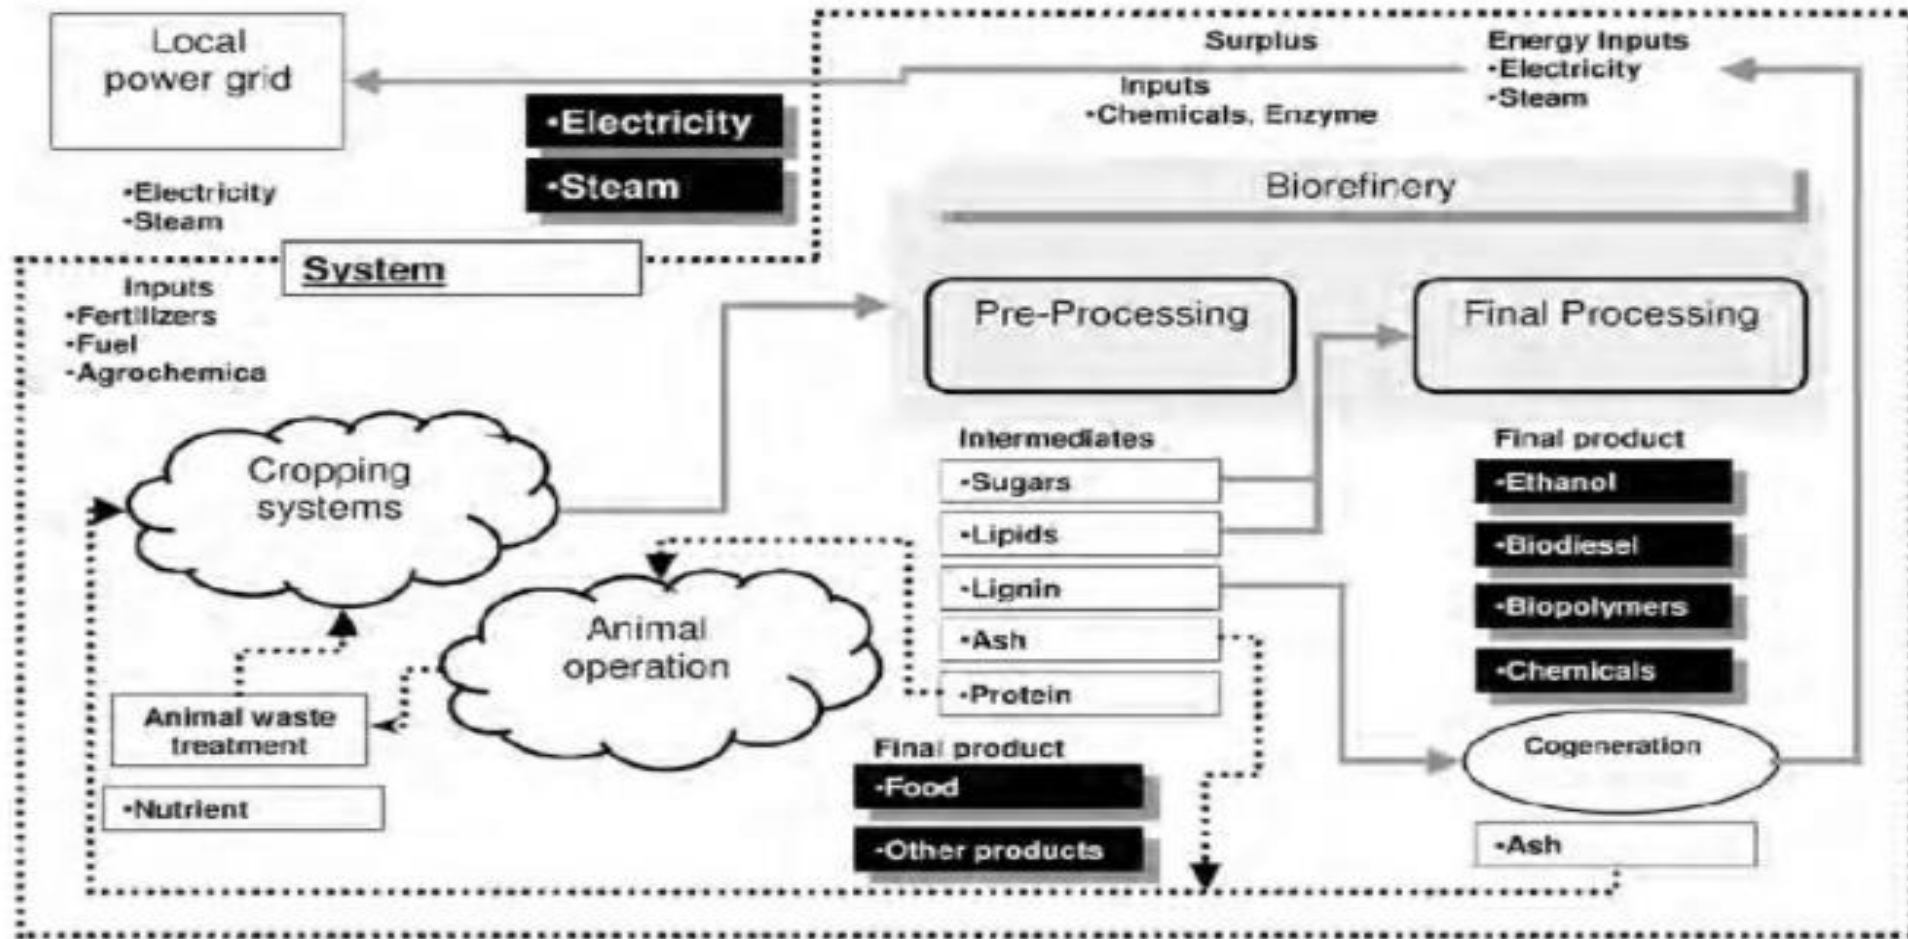 Local
power grid
Surplus
Energy Inputs
•Electricity
•Steam
Inputs
•Chemicals, Enzyme
•Electricity
•Steam
•Electricity
•Steam
Biorefinery
System
Inputs
•Fertilizers
•Fuel
•Agrochemica
Pre-Processing
Final Processing
Cropping
systems
Intermediates
•Sugars
•Lipids
•Lignin
•Ash
•Protein
Final product
•Ethanol
•Biodiesel
•Biopolymers
•Chemicals
Animal
operation
Animal waste
treatment
•Nutrient
Final product
•Food
•Other products
Cogeneration
•Ash